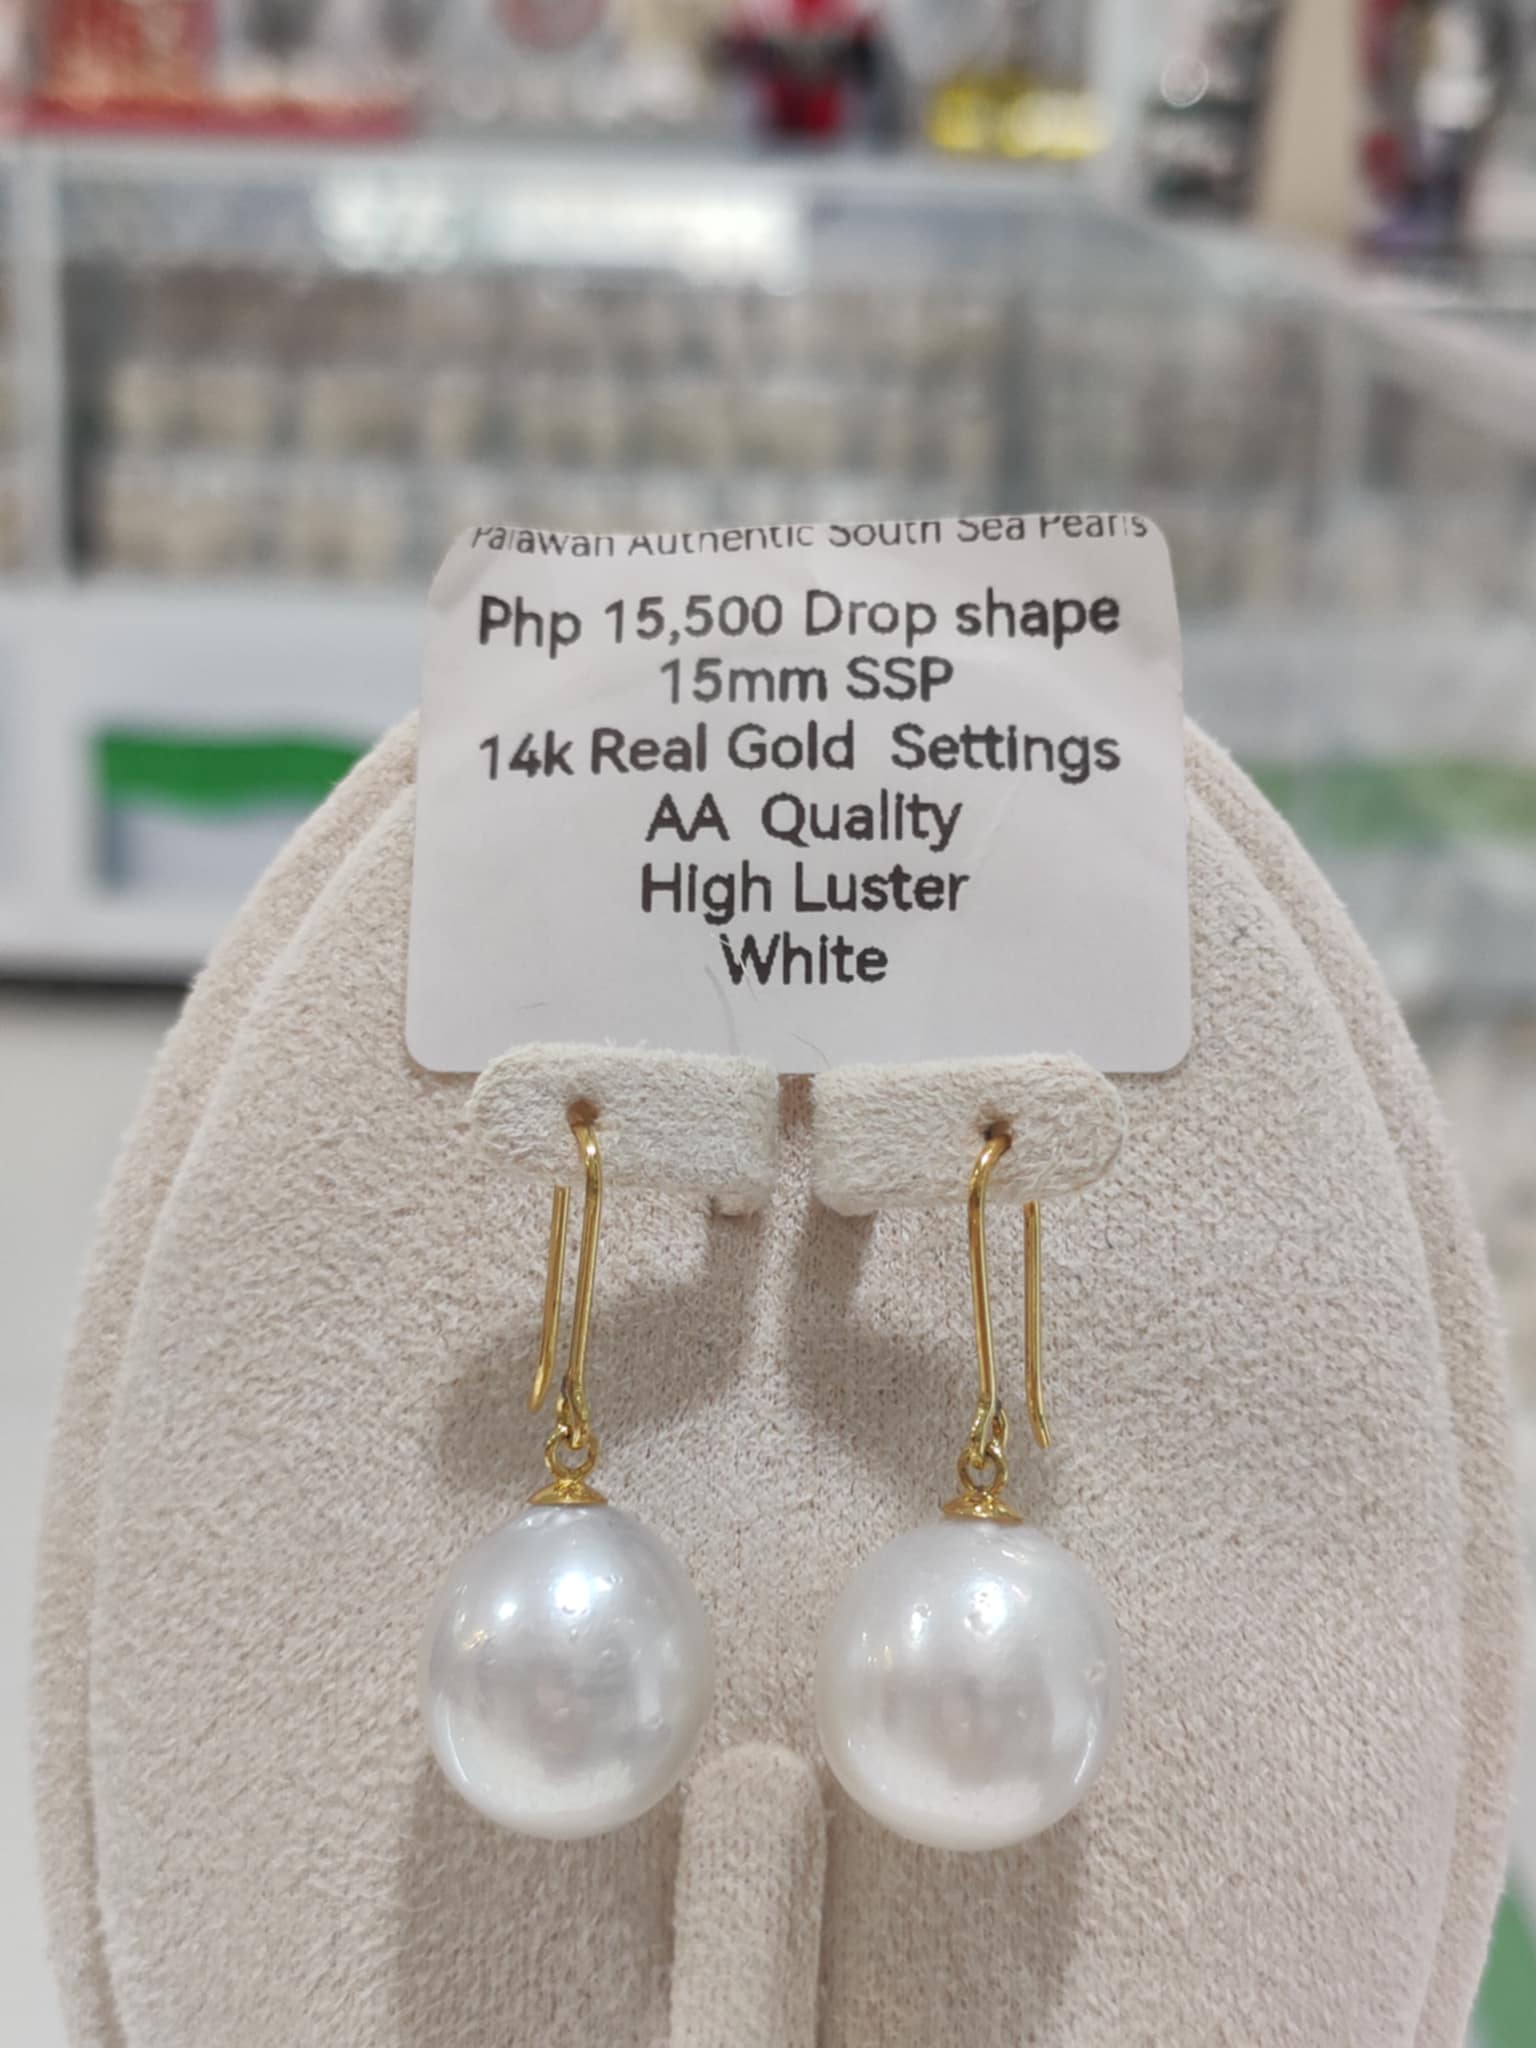 Palawan Authentic South Sea Pearls
Php 15,500 Drop shape
15mm SSP
14k Real Gold Settings
AA Quality
High Luster
White